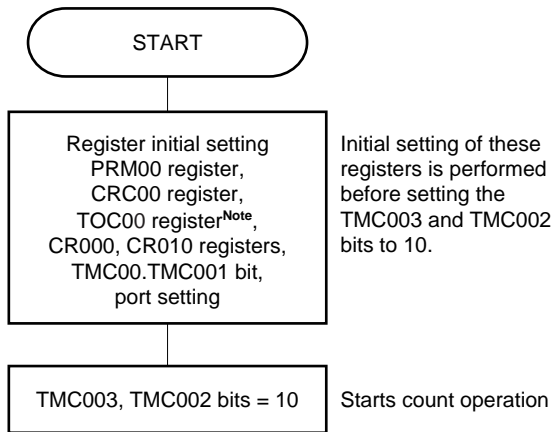 START
Register initial setting
PRM00 register,
CRC00 register,
TOC00 registerNote,
CR000, CR010 registers,
TMC00.TMC001 bit,
port setting
Initial setting of these
registers is performed
before setting the
TMC003 and TMC002
bits to 10.
TMC003, TMC002 bits = 10
Starts count operation